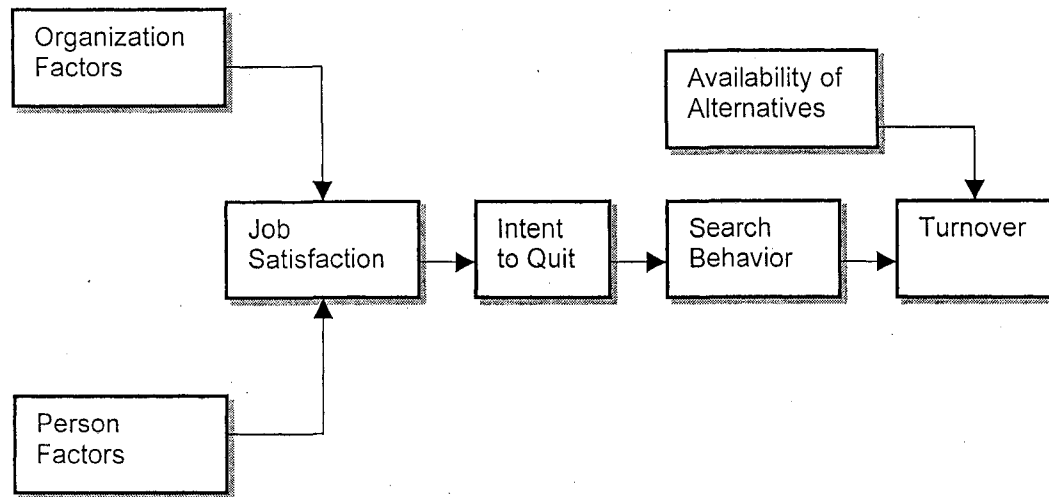 Organization
Factors
Availability of
Alternatives
Job
Satisfaction
Intent
to Quit
Search
Behavior
Turnover
Person
Factors